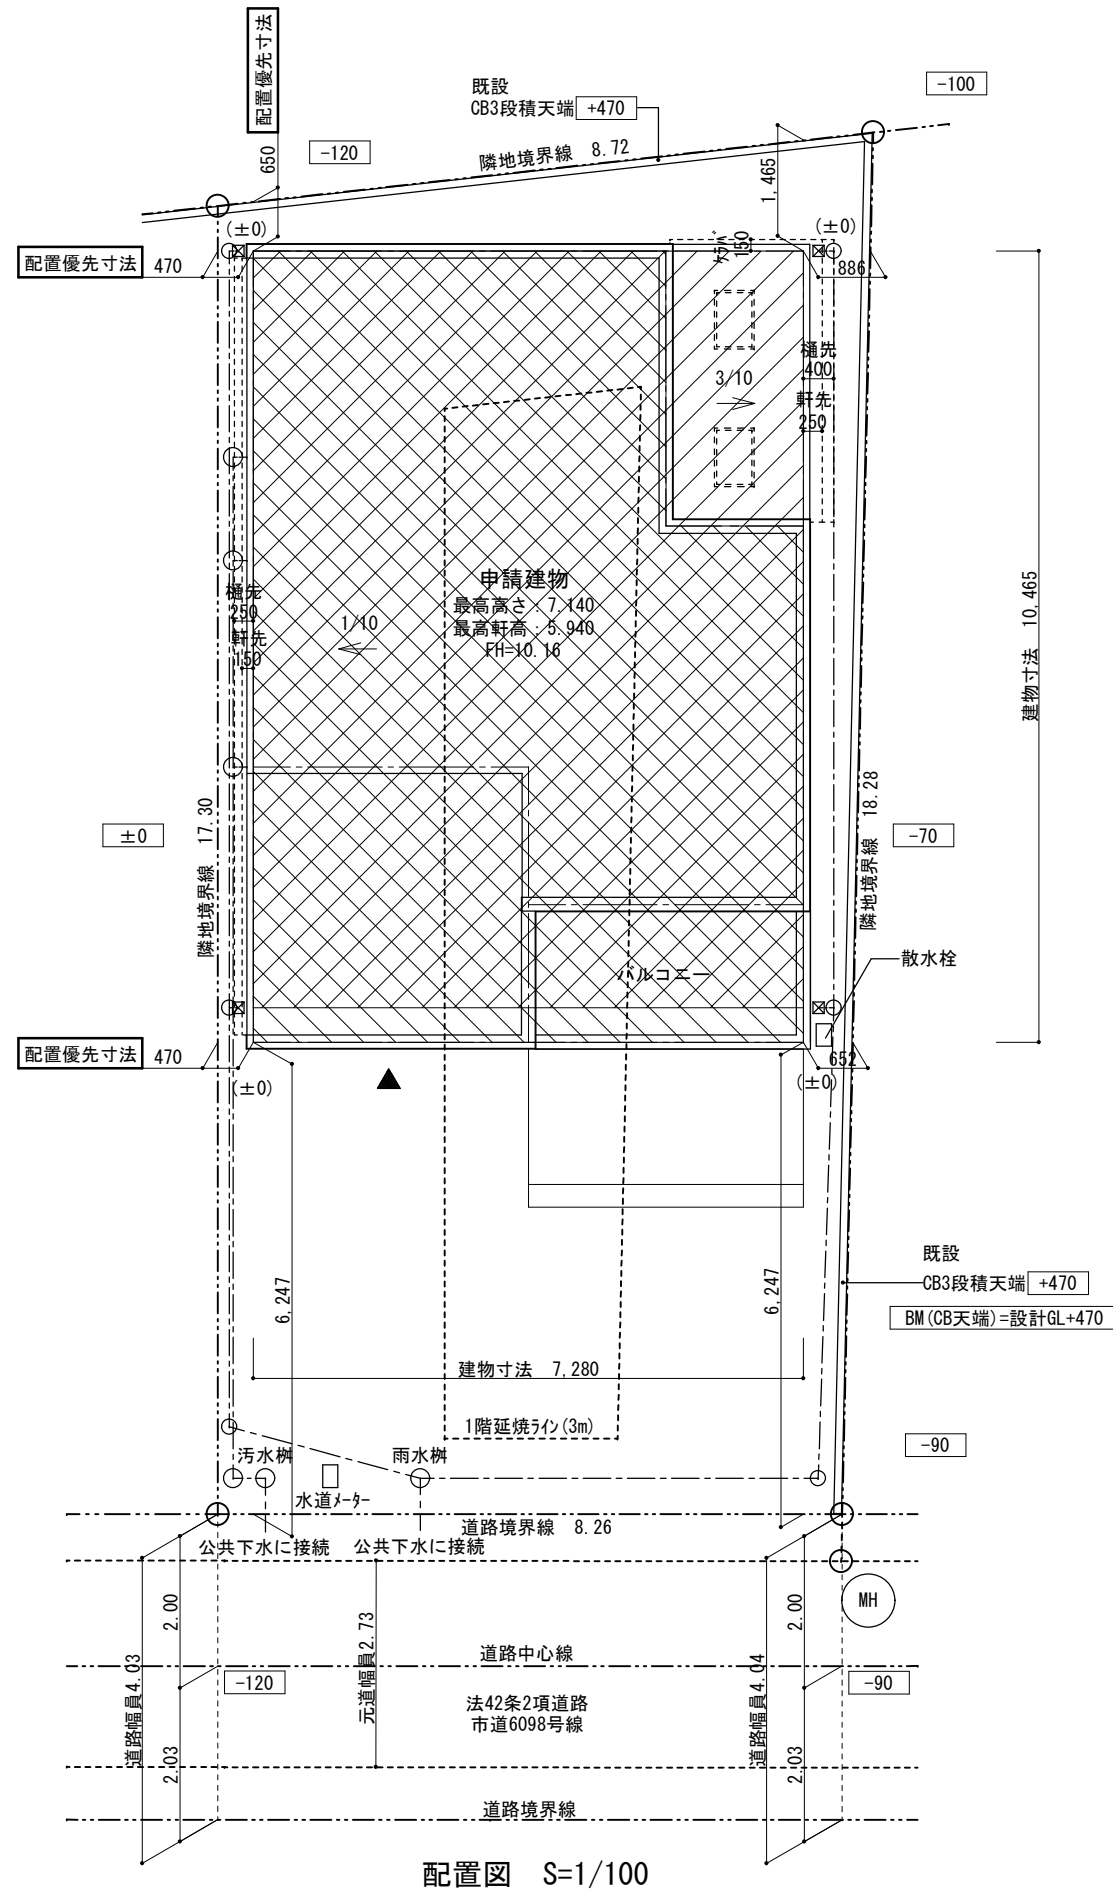 配置優先寸法
650
既設
CB3段積天端 +470
-100
-120
隣地境界線 8.72
1,465
(±0)
(±0)
配置優先寸法 470
ケラバ
150
886
樋先
400
3/10
軒先
250
申請建物
最高高さ：7.140
最高軒高：5.940
FH=10.16
樋先
250
軒先
150
1/10
建物寸法 10,465
±0
隣地境界線 17.30
隣地境界線 18.28
-70
散水栓
バルコニー
配置優先寸法 470
652
(±0)
(±0)
6,247
6,247
既設
CB3段積天端 +470
BM(CB天端)=設計GL+470
建物寸法 7,280
1階延焼ライン(3m)
-90
汚水桝
雨水桝
水道メーター
道路境界線 8.26
公共下水に接続
公共下水に接続
MH
2.00
2.00
道路幅員4.03
元道幅員2.73
道路幅員4.04
道路中心線
-120
-90
法42条2項道路
市道6098号線
2.03
2.03
道路境界線
配置図 S=1/100